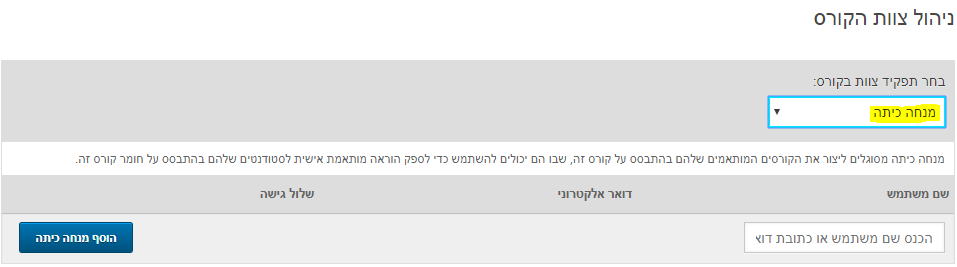 ניהול צוות הקורס
בחר תפקיד צוות בקורס:
מנחה כיתה
מנחה כיתה מסוגלים ליצור את הקורסים המותאמים שלהם בהתבסס על קורס זה, שבו הם יכולים להשתמש כדי לספק הוראה מותאמת אישית לסטודנטים שלהם בהתבסס על חומר קורס זה.
שם משתמש דואר אלקטרוני שלול גישה
הכנס שם משתמש או כתובת דוא הוסף מנחה כיתה